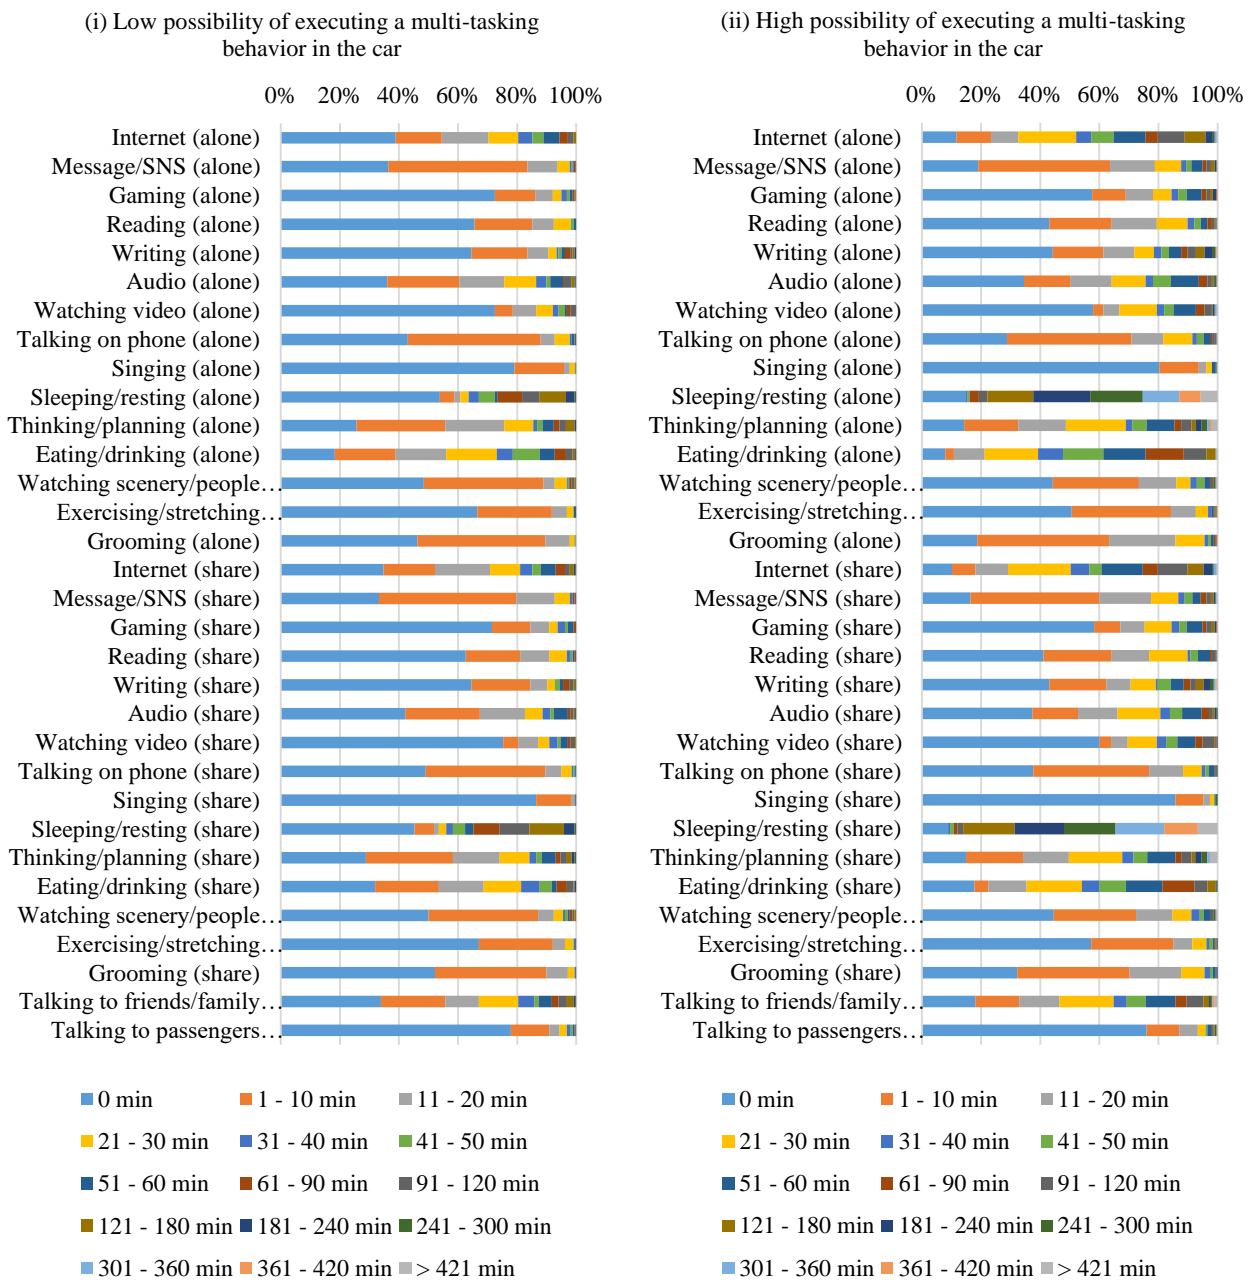 (i) Low possibility of executing a multi-tasking
behavior in the car
0% 20% 40% 60% 80% 100%
Internet (alone)
Message/SNS (alone)
Gaming (alone)
Reading (alone)
Writing (alone)
Audio (alone)
Watching video (alone)
Talking on phone (alone)
Singing (alone)
Sleeping/resting (alone)
Thinking/planning (alone)
Eating/drinking (alone)
Watching scenery/people…
Exercising/stretching…
Grooming (alone)
Internet (share)
Message/SNS (share)
Gaming (share)
Reading (share)
Writing (share)
Audio (share)
Watching video (share)
Talking on phone (share)
Singing (share)
Sleeping/resting (share)
Thinking/planning (share)
Eating/drinking (share)
Watching scenery/people…
Exercising/stretching…
Grooming (share)
Talking to friends/family…
Talking to passengers…
0 min 1 - 10 min 11 - 20 min
21 - 30 min 31 - 40 min 41 - 50 min
51 - 60 min 61 - 90 min 91 - 120 min
121 - 180 min 181 - 240 min 241 - 300 min
301 - 360 min 361 - 420 min > 421 min
(ii) High possibility of executing a multi-tasking
behavior in the car
0% 20% 40% 60% 80% 100%
Internet (alone)
Message/SNS (alone)
Gaming (alone)
Reading (alone)
Writing (alone)
Audio (alone)
Watching video (alone)
Talking on phone (alone)
Singing (alone)
Sleeping/resting (alone)
Thinking/planning (alone)
Eating/drinking (alone)
Watching scenery/people…
Exercising/stretching…
Grooming (alone)
Internet (share)
Message/SNS (share)
Gaming (share)
Reading (share)
Writing (share)
Audio (share)
Watching video (share)
Talking on phone (share)
Singing (share)
Sleeping/resting (share)
Thinking/planning (share)
Eating/drinking (share)
Watching scenery/people…
Exercising/stretching…
Grooming (share)
Talking to friends/family…
Talking to passengers…
0 min 1 - 10 min 11 - 20 min
21 - 30 min 31 - 40 min 41 - 50 min
51 - 60 min 61 - 90 min 91 - 120 min
121 - 180 min 181 - 240 min 241 - 300 min
301 - 360 min 361 - 420 min > 421 min